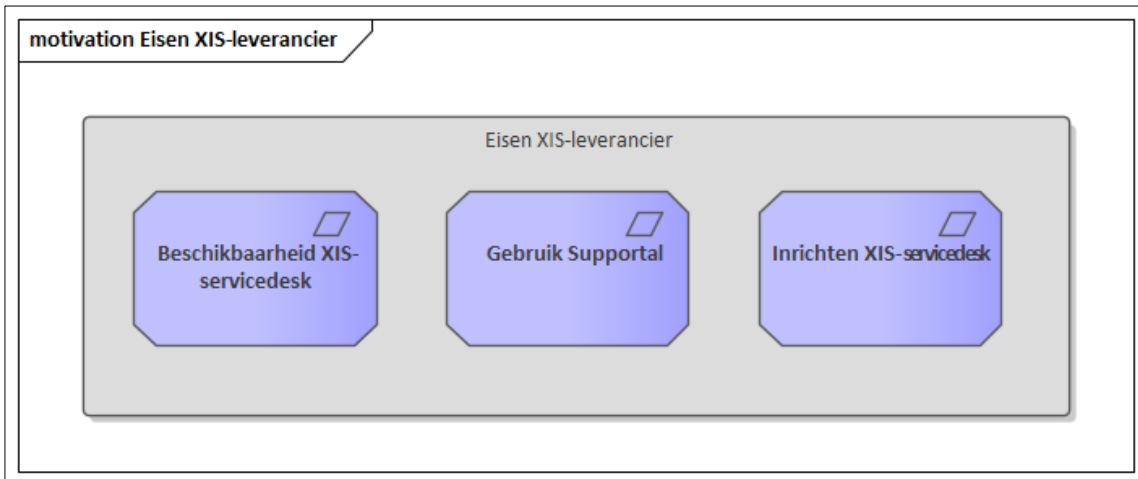 motivation Eisen XIS-leverancier
Eisen XIS-leverancier
Beschikbaarheid XIS-
servicedesk
Gebruik Supportal
Inrichten XIS-servicedesk